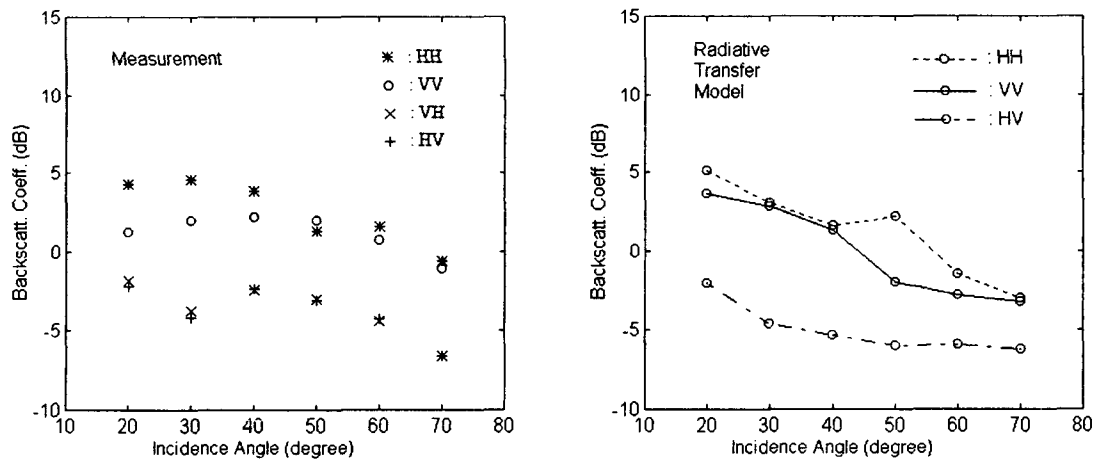 15
10
5
0
-5
-10
Backscatt. Coeff. (dB)
Measurement
: HH
: VV
: VH
: HV
10 20 30 40 50 60 70 80
Incidence Angle (degree)
15
10
5
0
-5
-10
Backscatt. Coeff. (dB)
Radiative
Transfer
Model
: HH
: VV
: HV
10 20 30 40 50 60 70 80
Incidence Angle (degree)